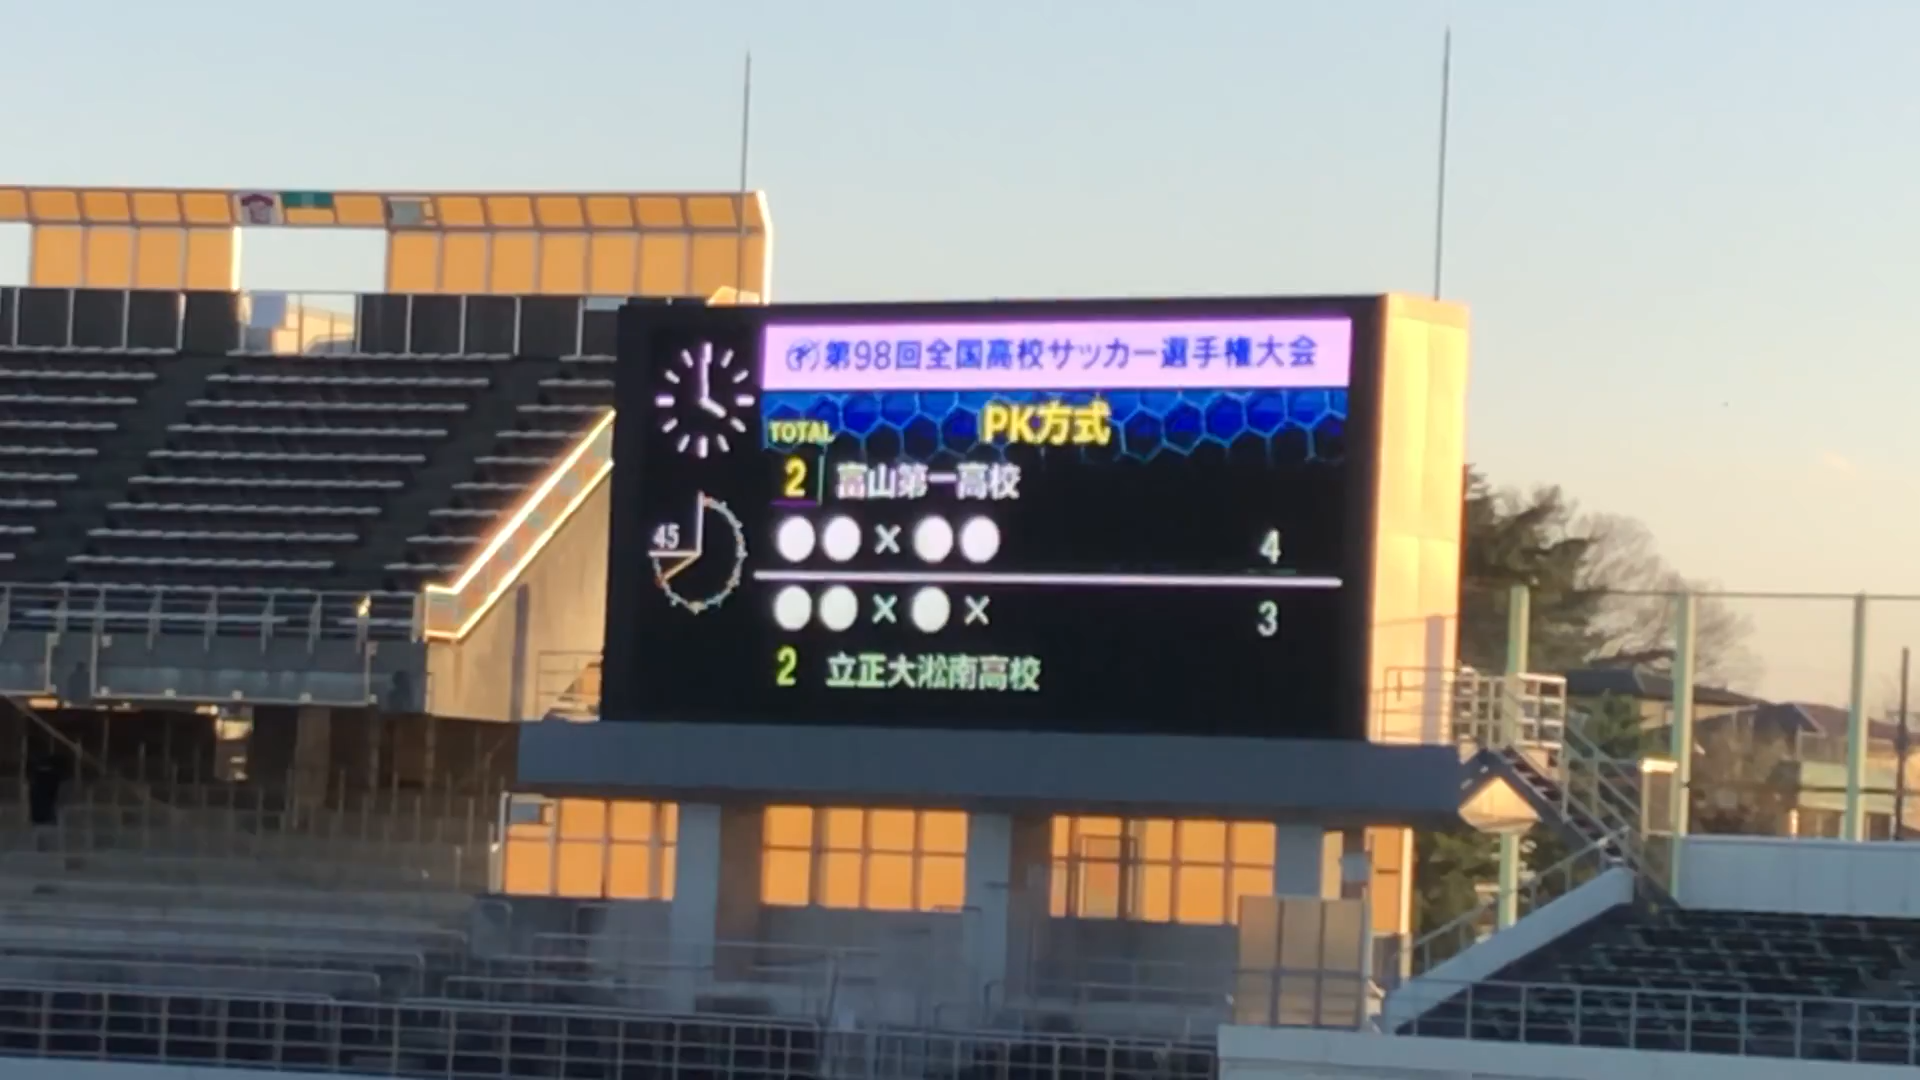 第98回全国高校サッカー選手権大会
PK方式
TOTAL
2 富山第一高校
●●×●● 4
45
●●×●× 3
2 立正大淞南高校